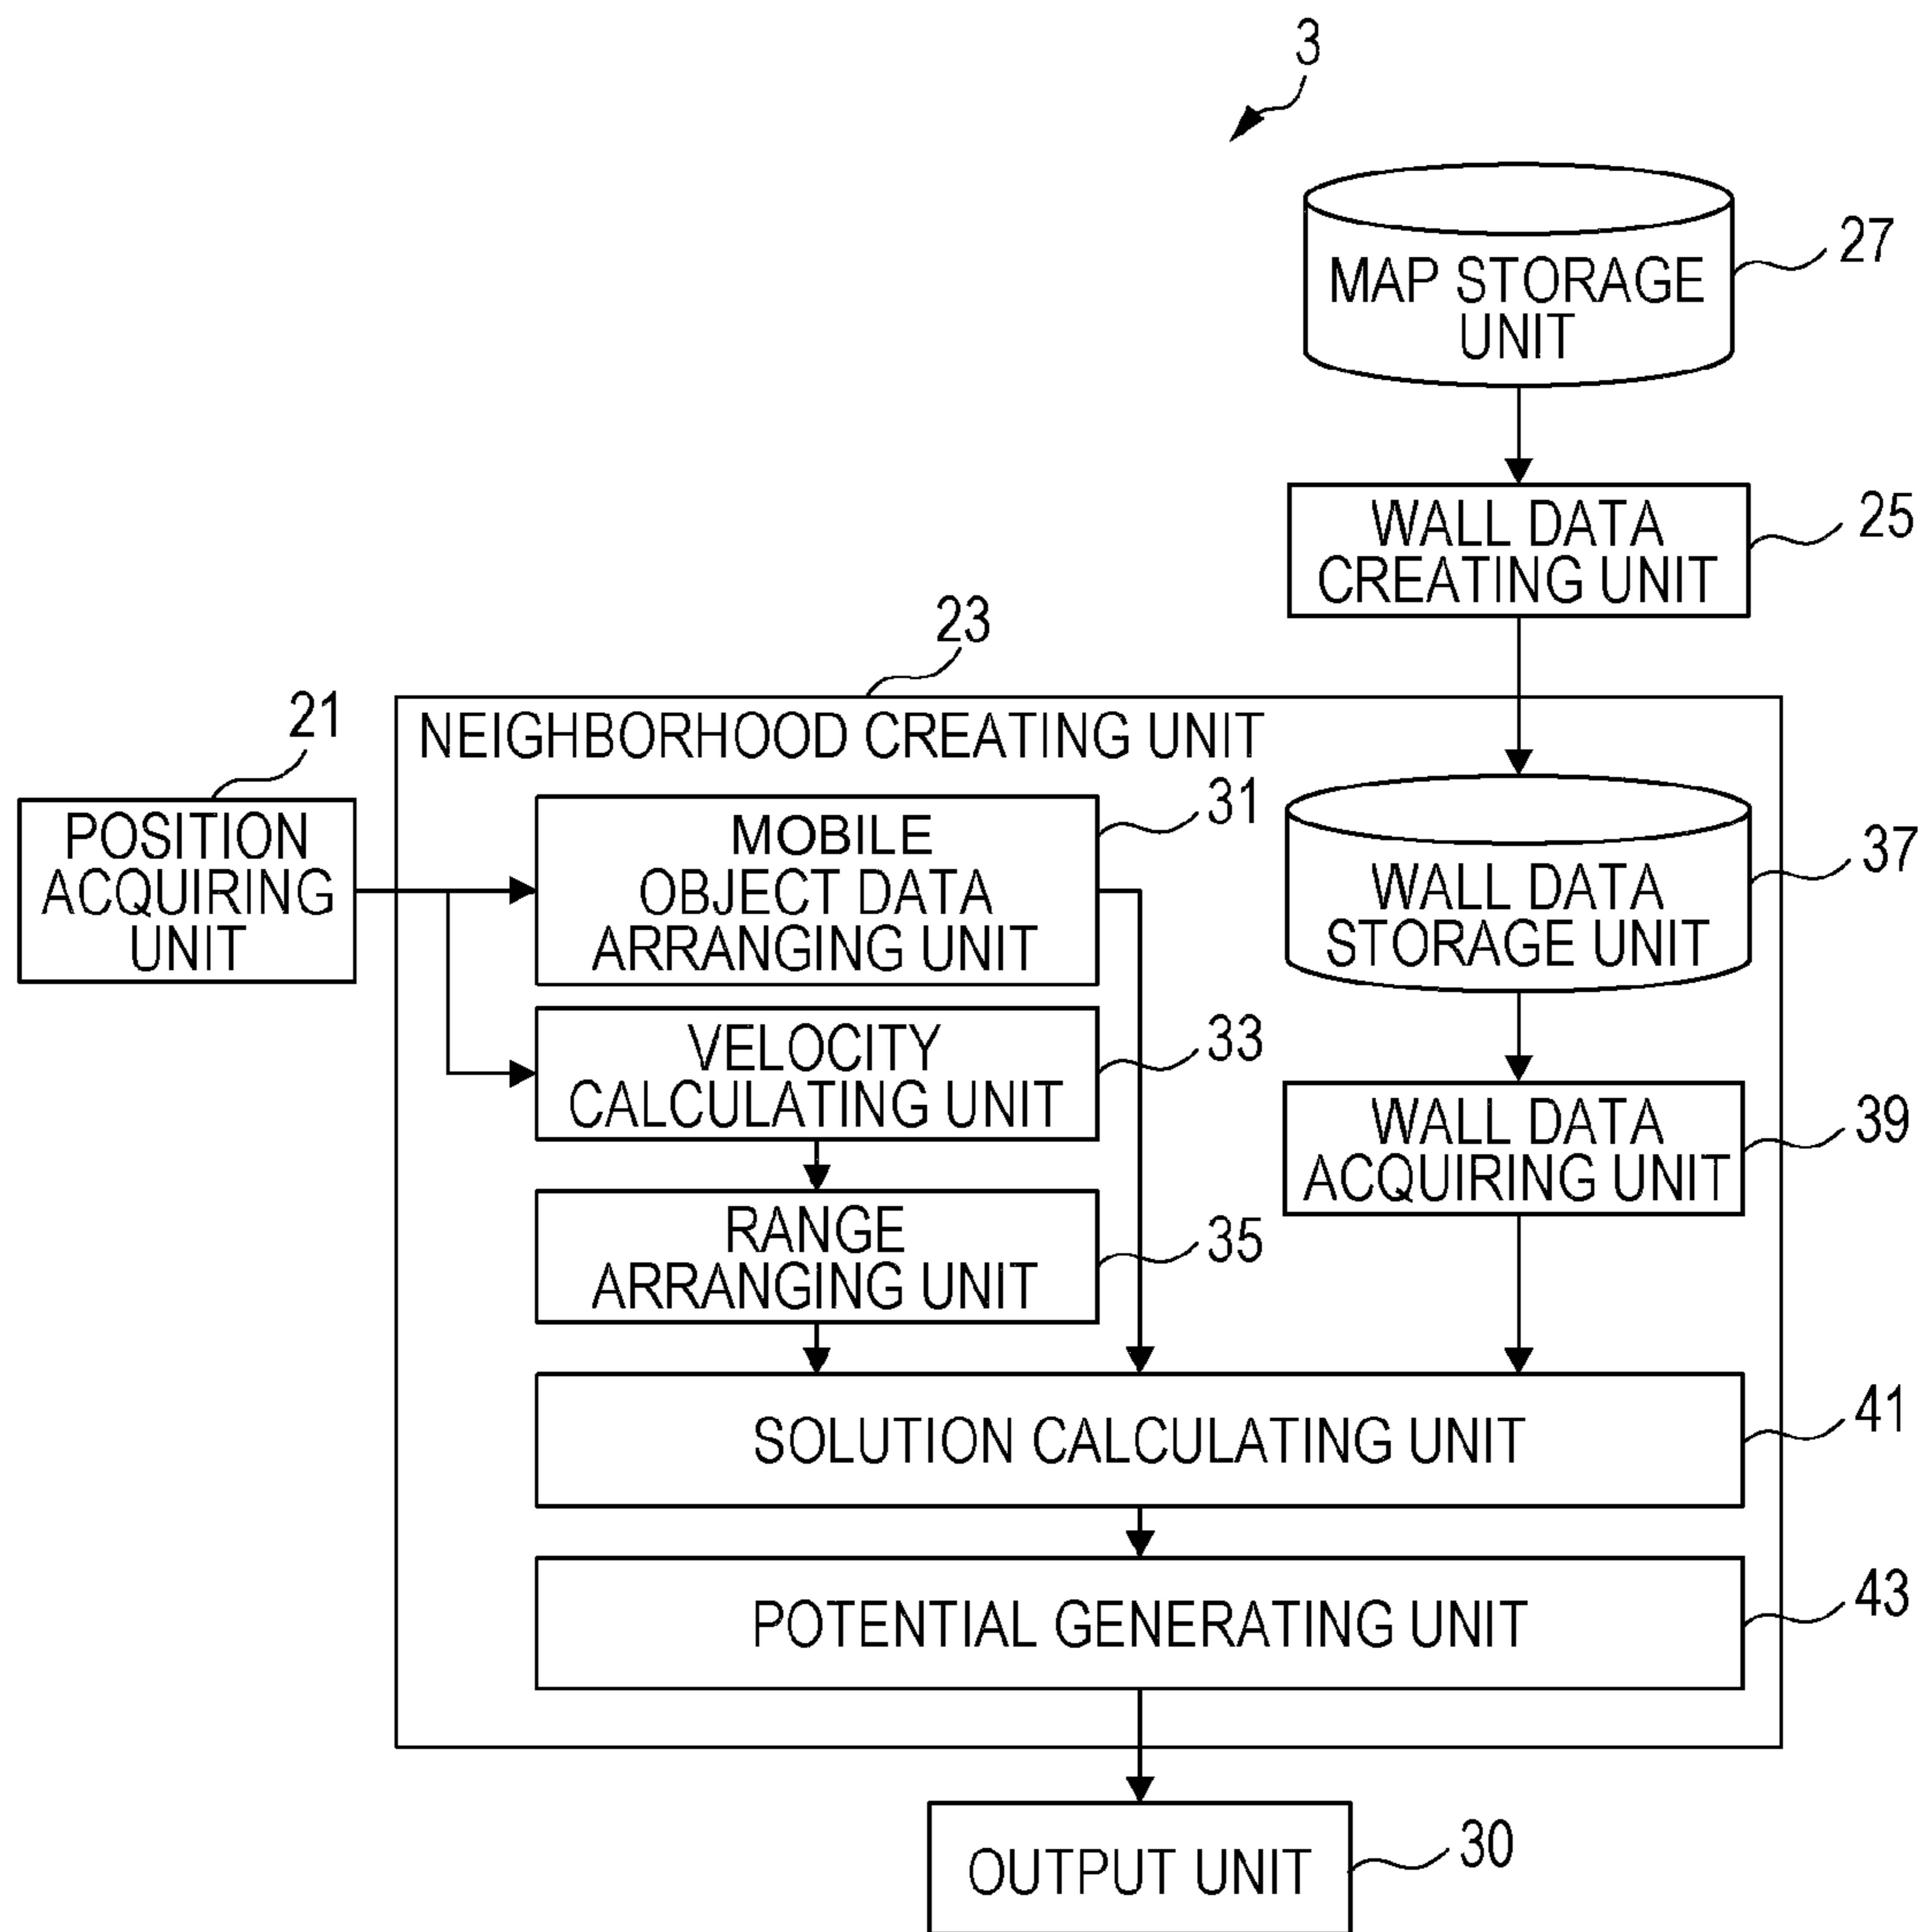 3
27
MAP STORAGE
UNIT
25
WALL DATA
CREATING UNIT
23
NEIGHBORHOOD CREATING UNIT
21
POSITION
ACQUIRING
UNIT
31
MOBILE
OBJECT DATA
ARRANGING UNIT
37
WALL DATA
STORAGE UNIT
33
VELOCITY
CALCULATING UNIT
39
WALL DATA
ACQUIRING UNIT
35
RANGE
ARRANGING UNIT
41
SOLUTION CALCULATING UNIT
43
POTENTIAL GENERATING UNIT
30
OUTPUT UNIT